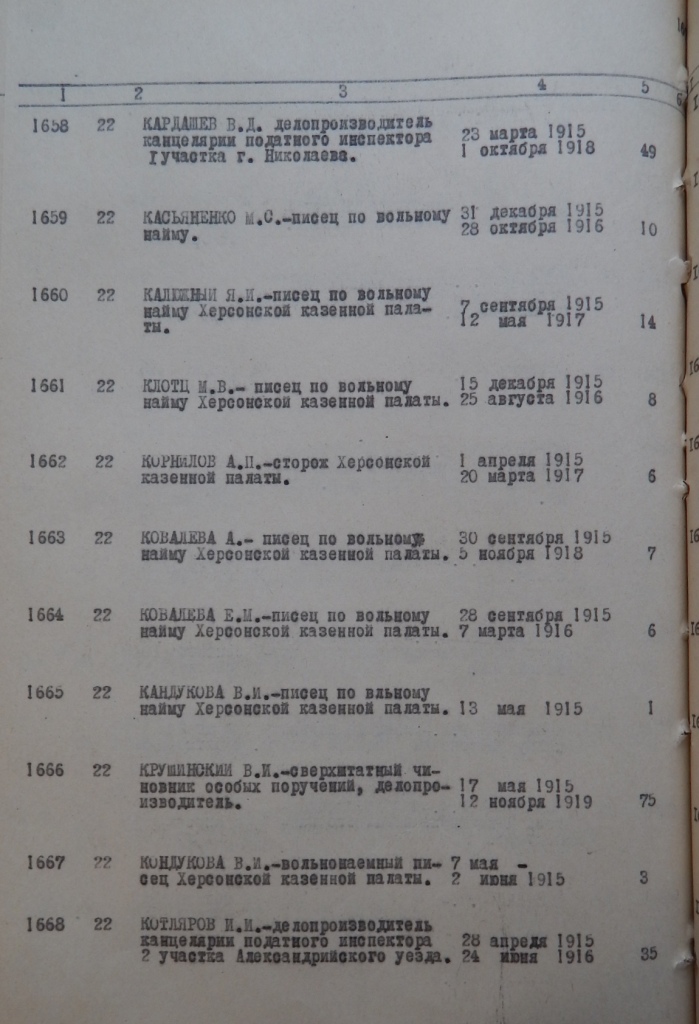 1 2 3 4 5
1658 22 КАРДАШЕВ В.Д. делопроизводитель
канцелярии податного инспектора 23 марта 1915
I участка г. Николаева. 1 октября 1918 49
1659 22 КАСЬЯНЕНКО М.С.-писец по вольному 31 декабря 1915
найму. 28 октября 1916 10
1660 22 КАЛЮЖНЫЙ Я.И.-писец по вольному
найму Херсонской казенной пала- 7 сентября 1915
ты. 12 мая 1917 14
1661 22 КЛОТЦ М.В.- писец по вольному 15 декабря 1915
найму Херсонской казенной палаты. 25 августа 1916 8
1662 22 КОРНИЛОВ А.П.-сторох Херсонской 1 апреля 1915
казенной палаты. 20 марта 1917 6
1663 22 КОВАЛЕВА А.- писец по вольному 30 сентября 1915
найму Херсонской казенной палаты. 5 ноября 1918 7
1664 22 КОВАЛЕВА Е.М.-писец по вольному 28 сентября 1915
найму Херсонской казенной палаты. 7 марта 1916 6
1665 22 КАНДУКОВА В.И.-писец по влькому
найму Херсонской казенной палаты. 13 мая 1915 1
1666 22 КРУШИНСКИЙ В.И.-сверхштатный чи-
новник особых поручений, делопро- 17 мая 1915
изводитель. 12 ноября 1919 75
1667 22 КОНДУКОВА В.И.-вольнонаемный пи- 7 мая -
сец Херсонской казенной палаты. 2 июня 1915 3
1668 22 КОТЛЯРОВ И.И.-делопроизводитель
канцелярии податного инспектора 28 апреля 1915
2 участка Александрийского уезда. 24 июня 1916 35